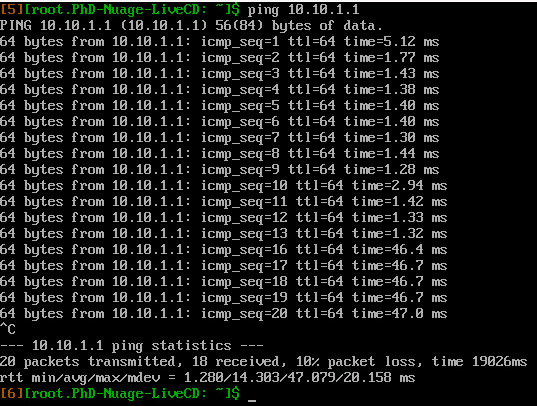 [5][root.PhD-Nuage-LiveCD: ~]$ ping 10.10.1.1
PING 10.10.1.1 (10.10.1.1) 56(84) bytes of data.
64 bytes from 10.10.1.1: icmp_seq=1 ttl=64 time=5.12 ms
64 bytes from 10.10.1.1: icmp_seq=2 ttl=64 time=1.77 ms
64 bytes from 10.10.1.1: icmp_seq=3 ttl=64 time=1.43 ms
64 bytes from 10.10.1.1: icmp_seq=4 ttl=64 time=1.38 ms
64 bytes from 10.10.1.1: icmp_seq=5 ttl=64 time=1.40 ms
64 bytes from 10.10.1.1: icmp_seq=6 ttl=64 time=1.40 ms
64 bytes from 10.10.1.1: icmp_seq=7 ttl=64 time=1.30 ms
64 bytes from 10.10.1.1: icmp_seq=8 ttl=64 time=1.44 ms
64 bytes from 10.10.1.1: icmp_seq=9 ttl=64 time=1.28 ms
64 bytes from 10.10.1.1: icmp_seq=10 ttl=64 time=2.94 ms
64 bytes from 10.10.1.1: icmp_seq=11 ttl=64 time=1.42 ms
64 bytes from 10.10.1.1: icmp_seq=12 ttl=64 time=1.33 ms
64 bytes from 10.10.1.1: icmp_seq=13 ttl=64 time=1.32 ms
64 bytes from 10.10.1.1: icmp_seq=16 ttl=64 time=46.4 ms
64 bytes from 10.10.1.1: icmp_seq=17 ttl=64 time=46.7 ms
64 bytes from 10.10.1.1: icmp_seq=18 ttl=64 time=46.7 ms
64 bytes from 10.10.1.1: icmp_seq=19 ttl=64 time=46.7 ms
64 bytes from 10.10.1.1: icmp_seq=20 ttl=64 time=47.0 ms
^C
--- 10.10.1.1 ping statistics ---
20 packets transmitted, 18 received, 10% packet loss, time 19026ms
rtt min/avg/max/mdev = 1.280/14.303/47.079/20.158 ms
[6][root.PhD-Nuage-LiveCD: ~]$ _